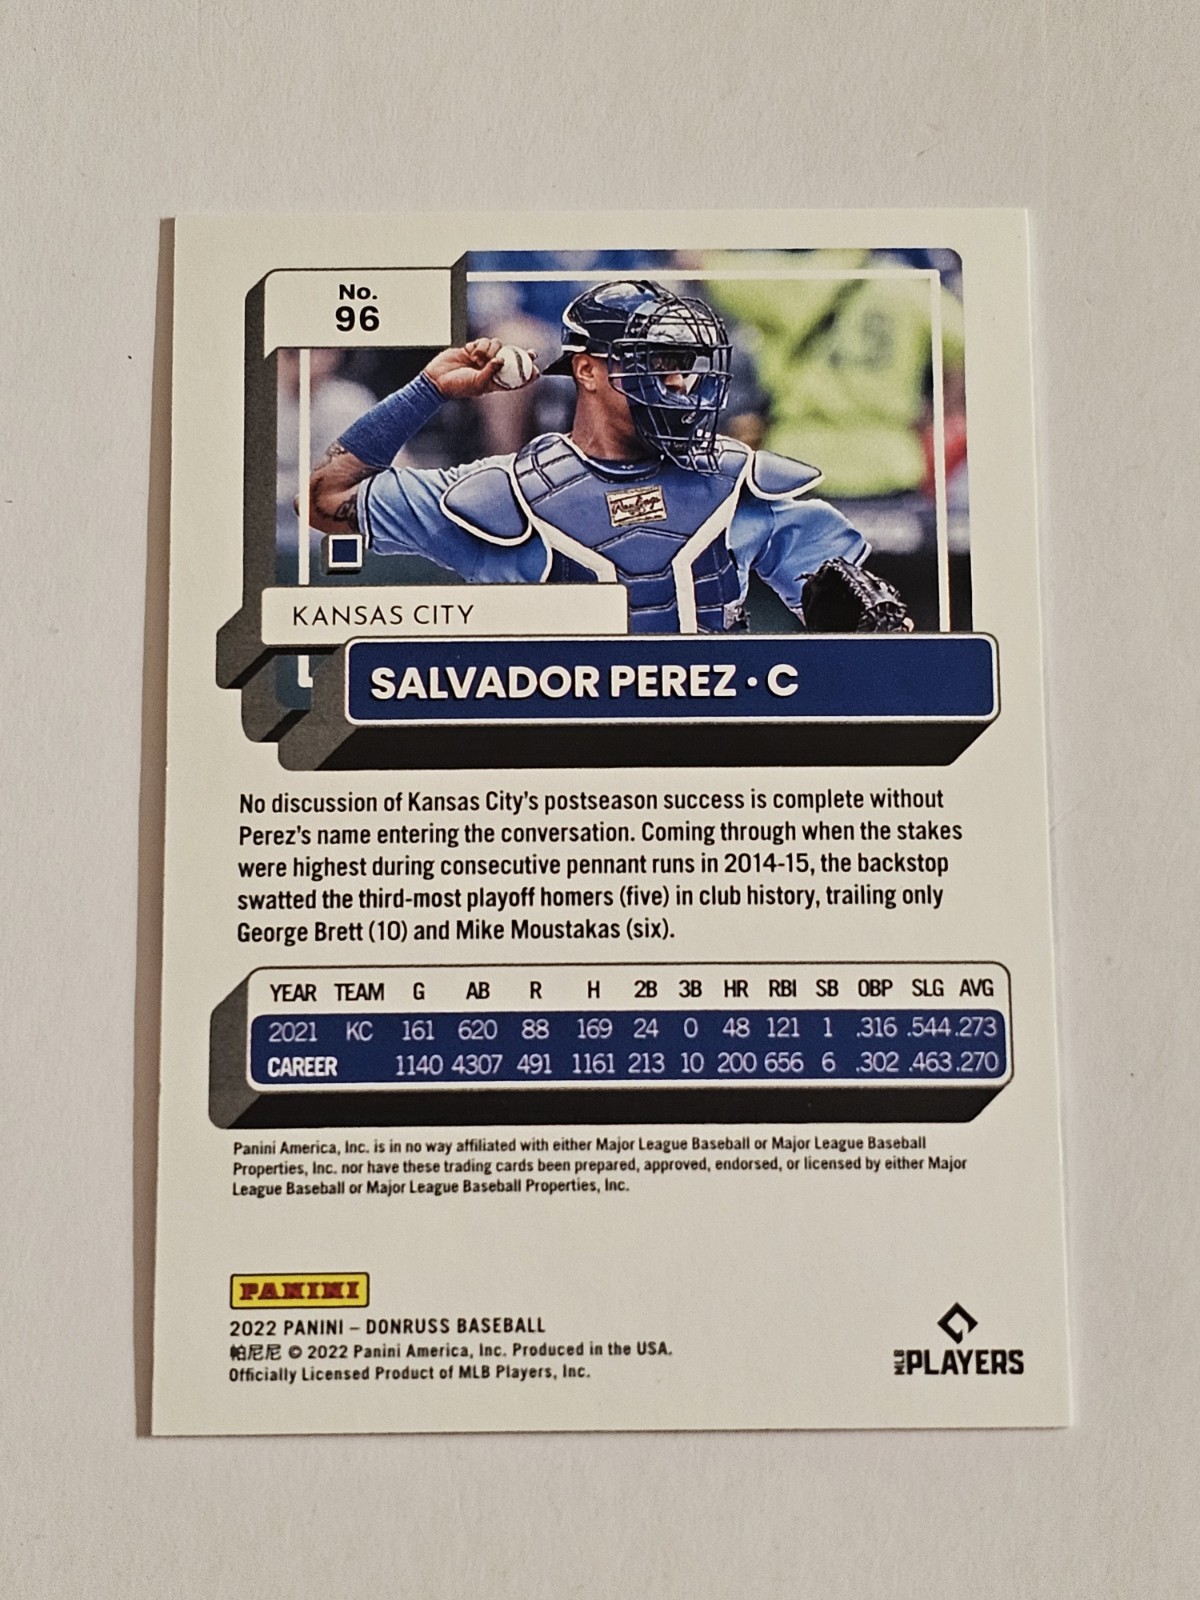 No.
96
Rawlings
KANSAS CITY
SALVADOR PEREZ · C
No discussion of Kansas City's postseason success is complete without
Perez's name entering the conversation. Coming through when the stakes
were highest during consecutive pennant runs in 2014-15, the backstop
swatted the third-most playoff homers (five) in club history, trailing only
George Brett (10) and Mike Moustakas (six).
YEAR TEAM G AB R H 2B 3B HR RBI SB OBP SLG AVG
2021 KC 161 620 88 169 24 0 48 121 1 .316 .544 .273
CAREER 1140 4307 491 1161 213 10 200 656 6 .302 .463 .270
Panini America, Inc. is in no way affiliated with either Major League Baseball or Major League Baseball
Properties, Inc. nor have these trading cards been prepared, approved, endorsed, or licensed by either Major
League Baseball or Major League Baseball Properties, Inc.
PANINI
2022 PANINI – DONRUSS BASEBALL
帕尼尼 © 2022 Panini America, Inc. Produced in the USA.
Officially Licensed Product of MLB Players, Inc.
MLB PLAYERS